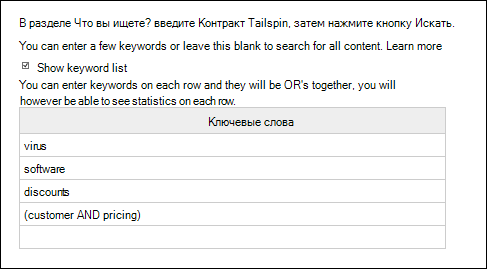 В разделе Что вы ищете? введите Контракт Tailspin, затем нажмите кнопку Искать.
You can enter a few keywords or leave this blank to search for all content. Learn more
Show keyword list
You can enter keywords on each row and they will be OR's together, you will
however be able to see statistics on each row.
Ключевые слова
virus
software
discounts
(customer AND pricing)